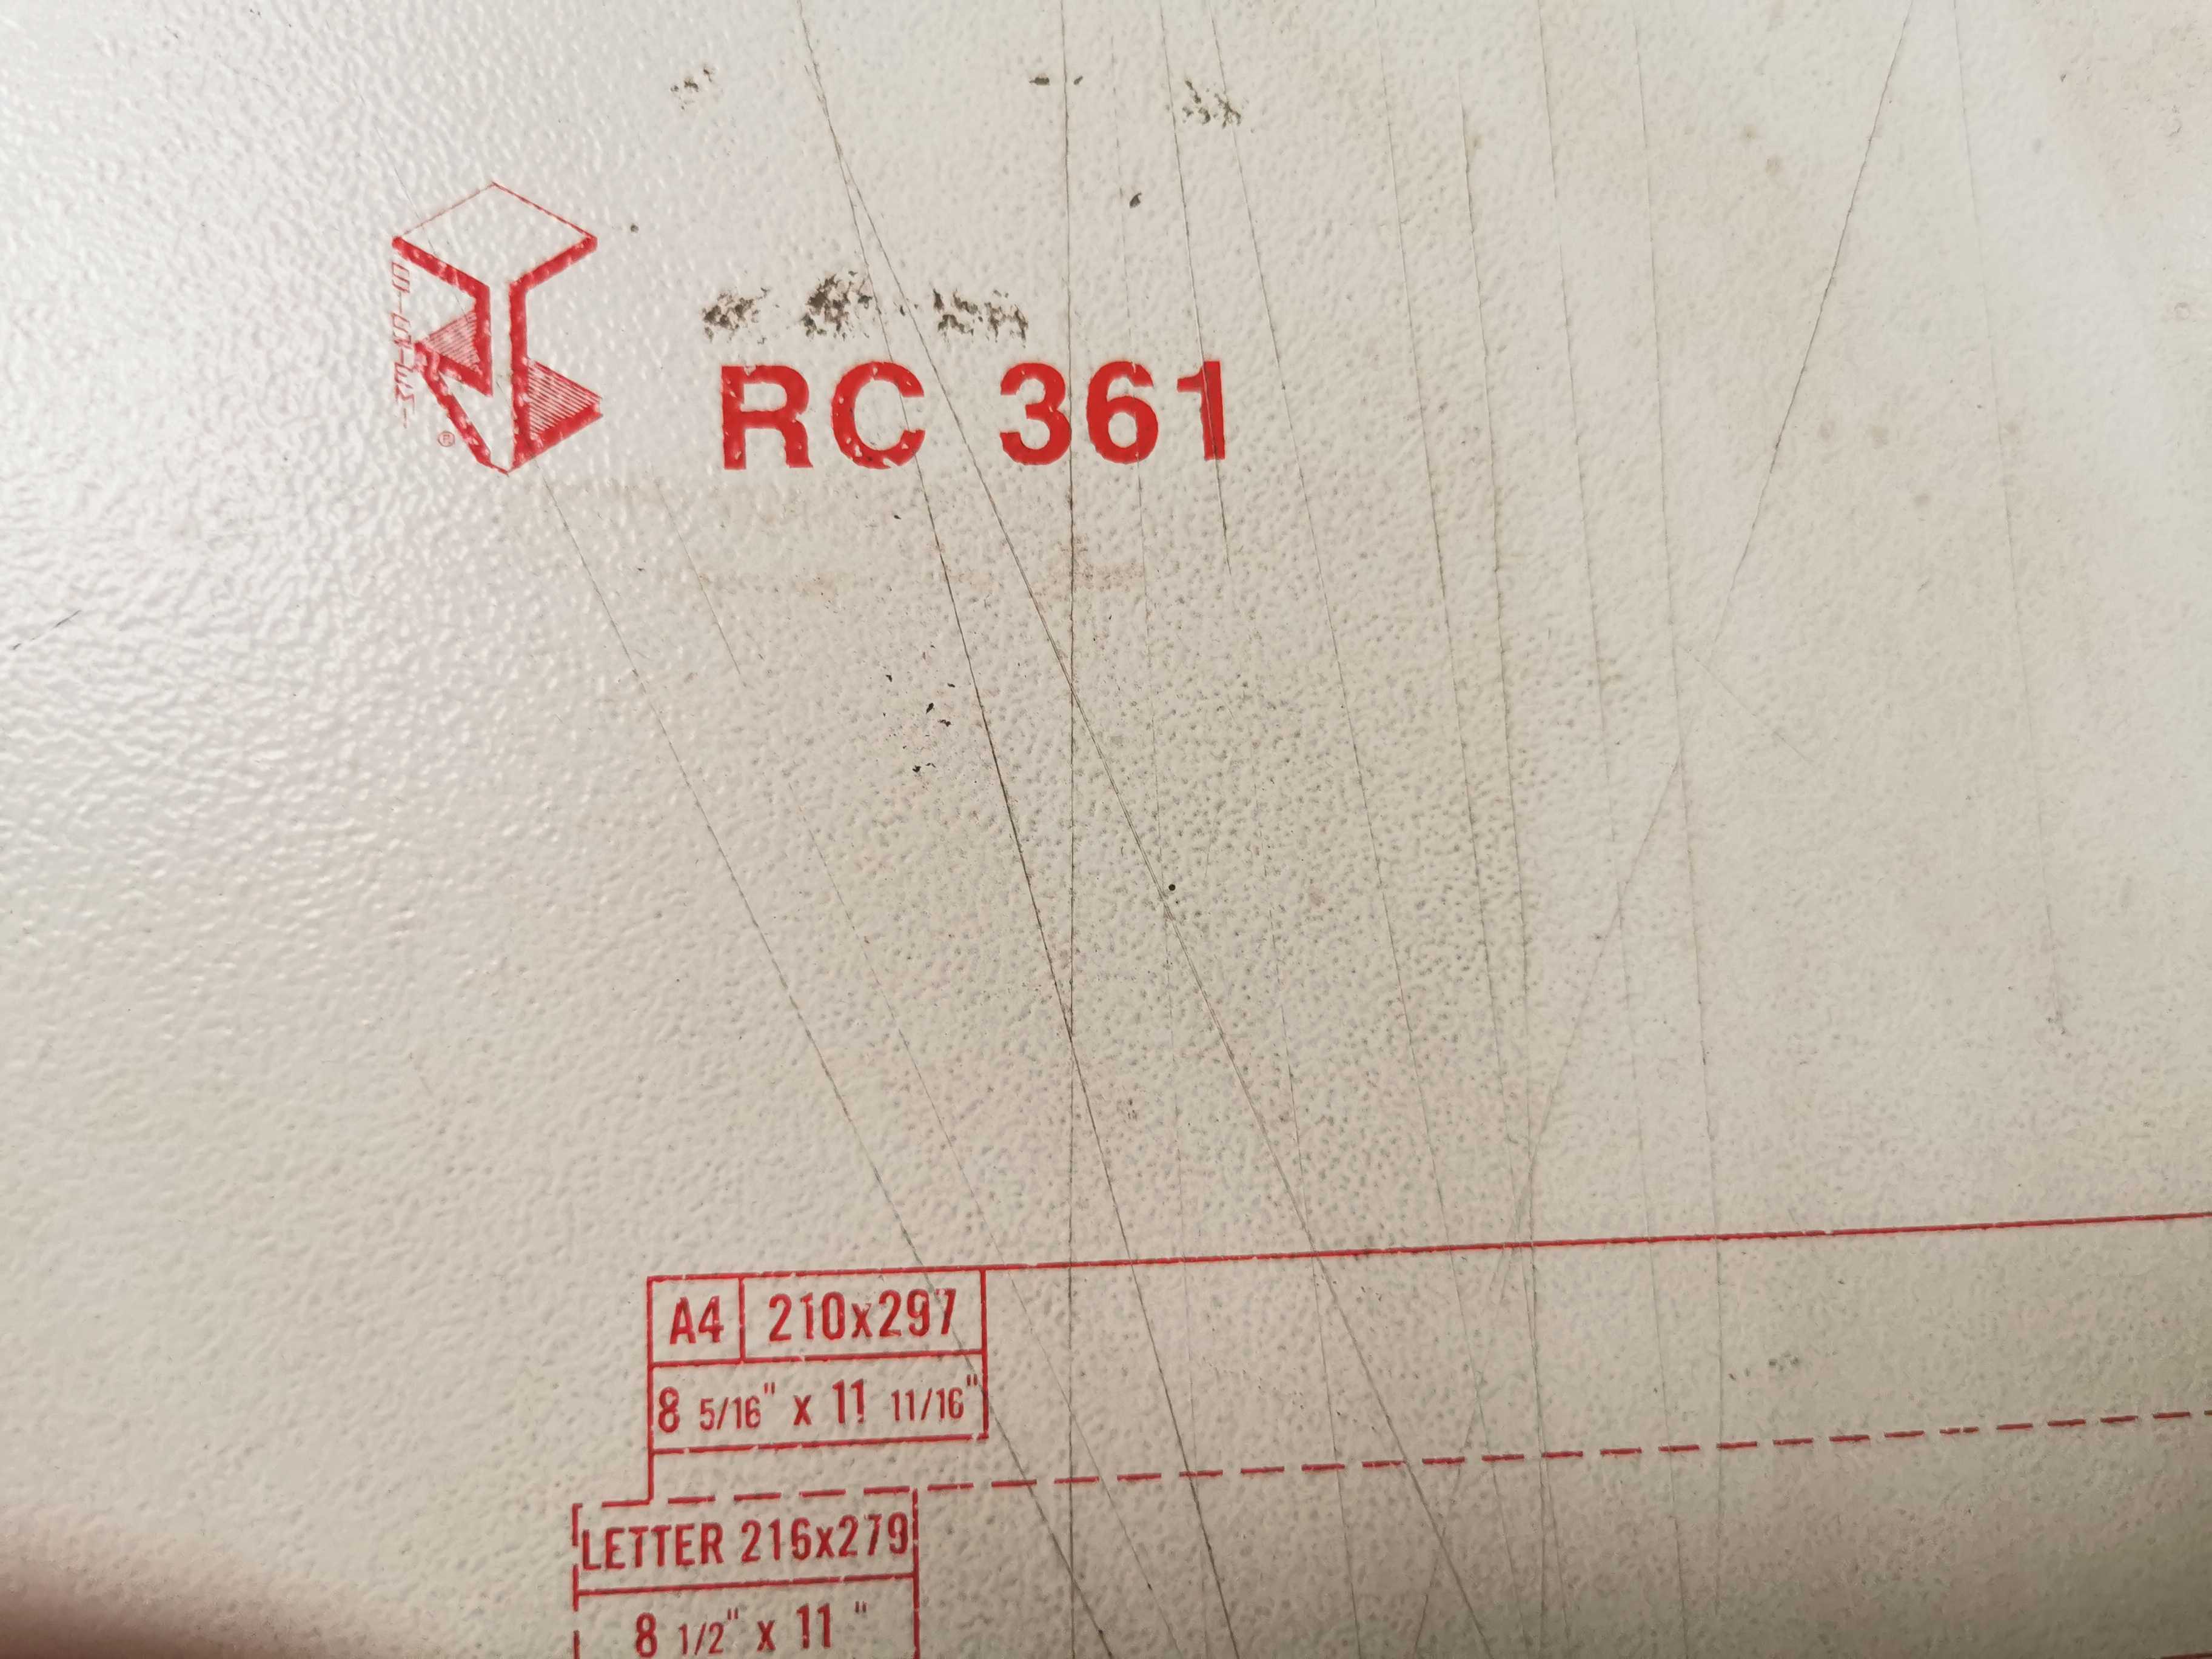 ®
RC 361
A4 210x297
8 5/16" x 11 11/16"
LETTER 216x279
8 1/2" x 11 "